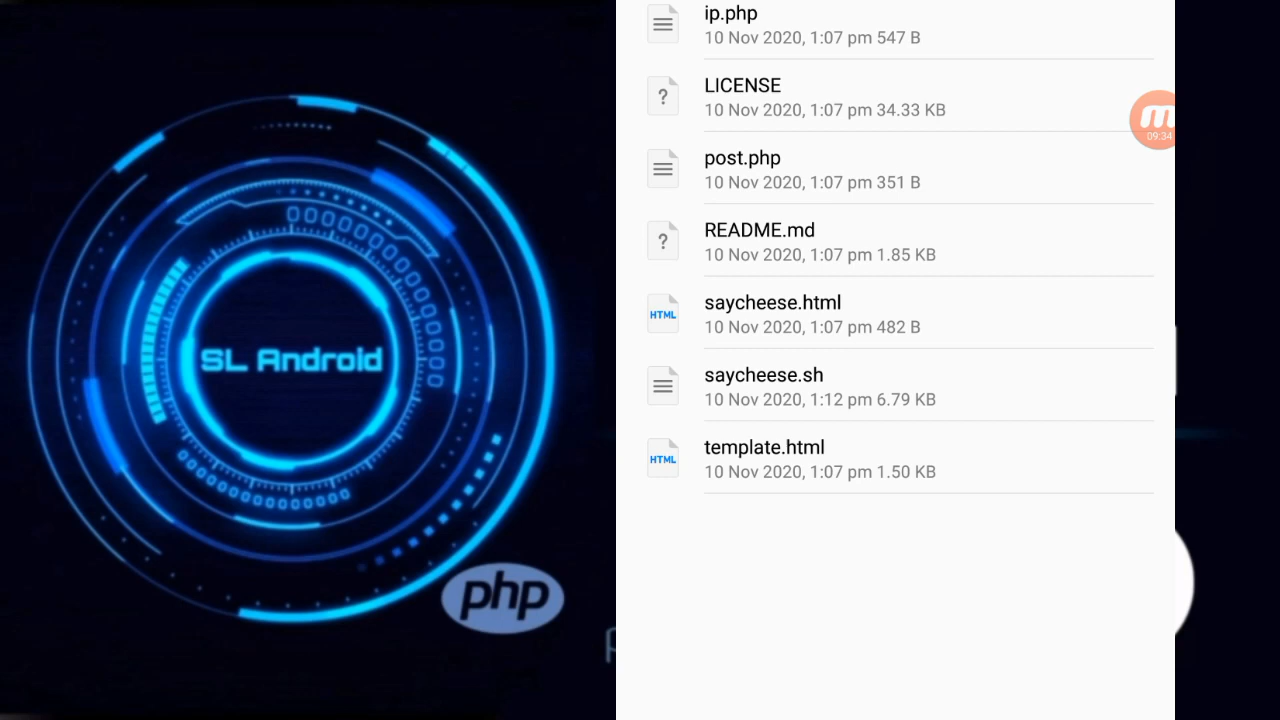 SL Android
php
ip.php
10 Nov 2020, 1:07 pm 547 B
?
LICENSE
10 Nov 2020, 1:07 pm 34.33 KB
09:34
post.php
10 Nov 2020, 1:07 pm 351 B
?
README.md
10 Nov 2020, 1:07 pm 1.85 KB
HTML
saycheese.html
10 Nov 2020, 1:07 pm 482 B
saycheese.sh
10 Nov 2020, 1:12 pm 6.79 KB
HTML
template.html
10 Nov 2020, 1:07 pm 1.50 KB